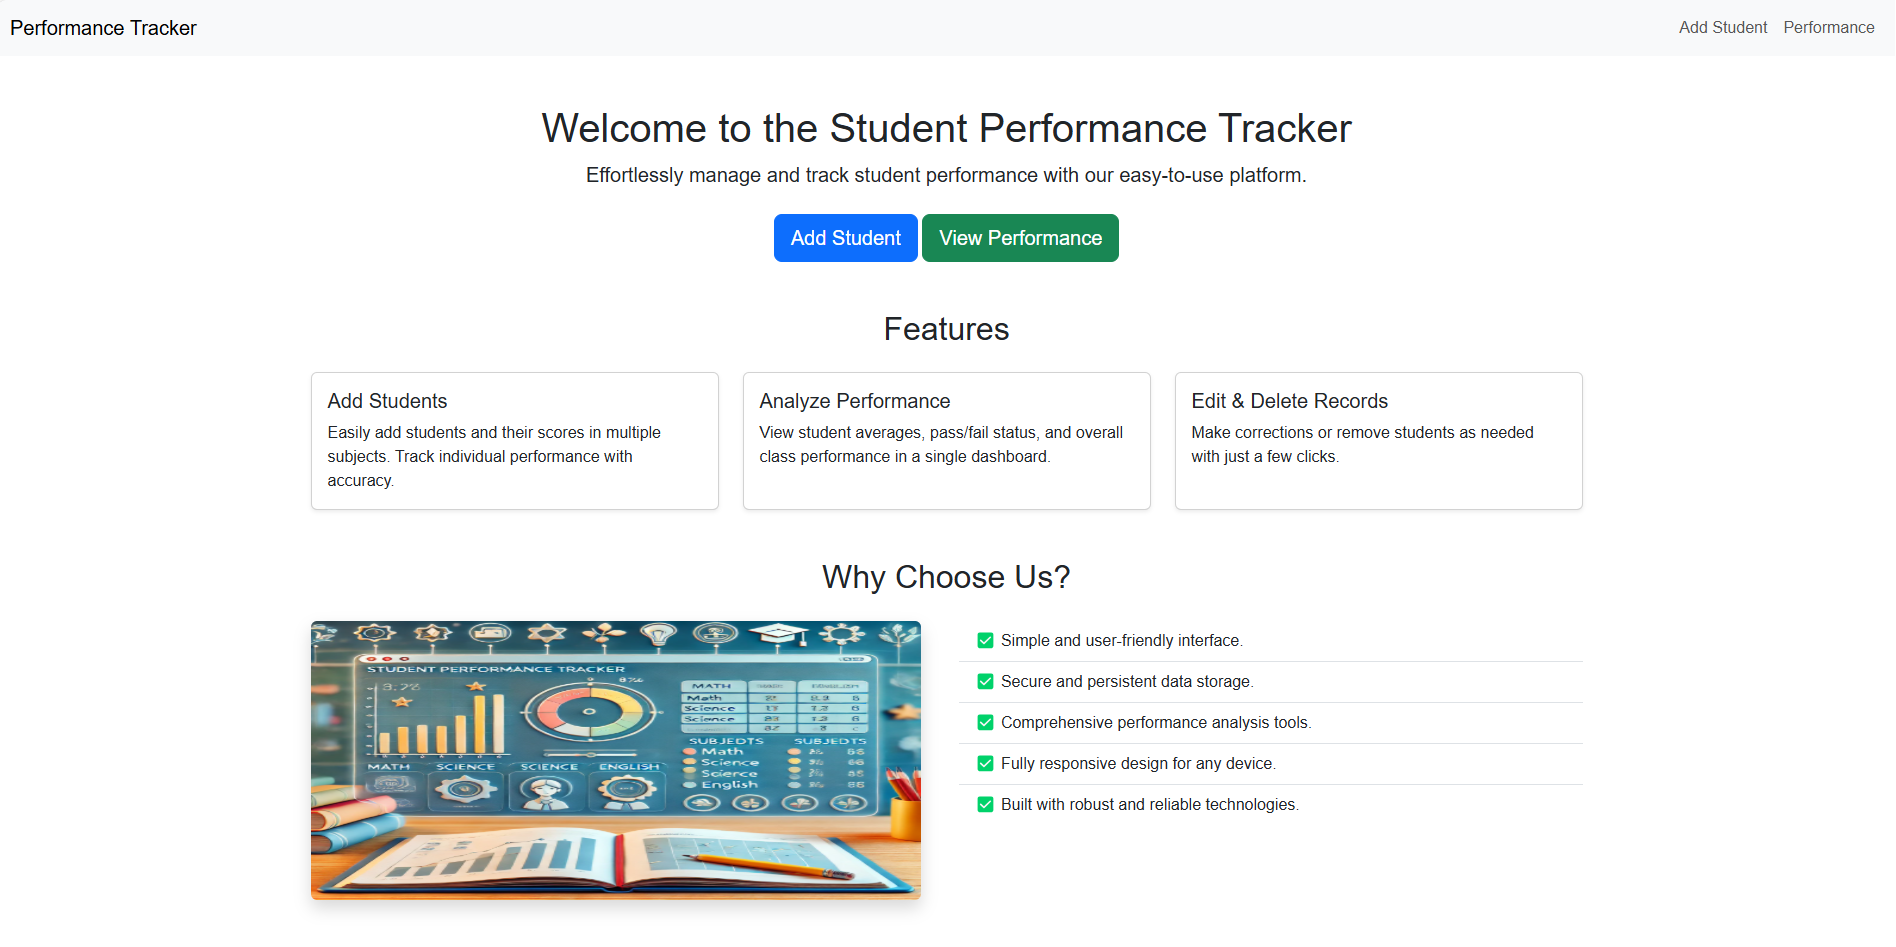 Performance Tracker
Add Student
Performance
Welcome to the Student Performance Tracker
Effortlessly manage and track student performance with our easy-to-use platform.
Add Student
View Performance
Features
Add Students
Easily add students and their scores in multiple
subjects. Track individual performance with
accuracy.
Analyze Performance
View student averages, pass/fail status, and overall
class performance in a single dashboard.
Edit & Delete Records
Make corrections or remove students as needed
with just a few clicks.
Why Choose Us?
STUDENT PERFORMANCE TRACKER
MATH
Math
Science
Science
SUBJEDTS SUBJEDTS
Math
Science
Science
English
MATH SCIENCE SCIENCE ENGLISH
Simple and user-friendly interface.
Secure and persistent data storage.
Comprehensive performance analysis tools.
Fully responsive design for any device.
Built with robust and reliable technologies.